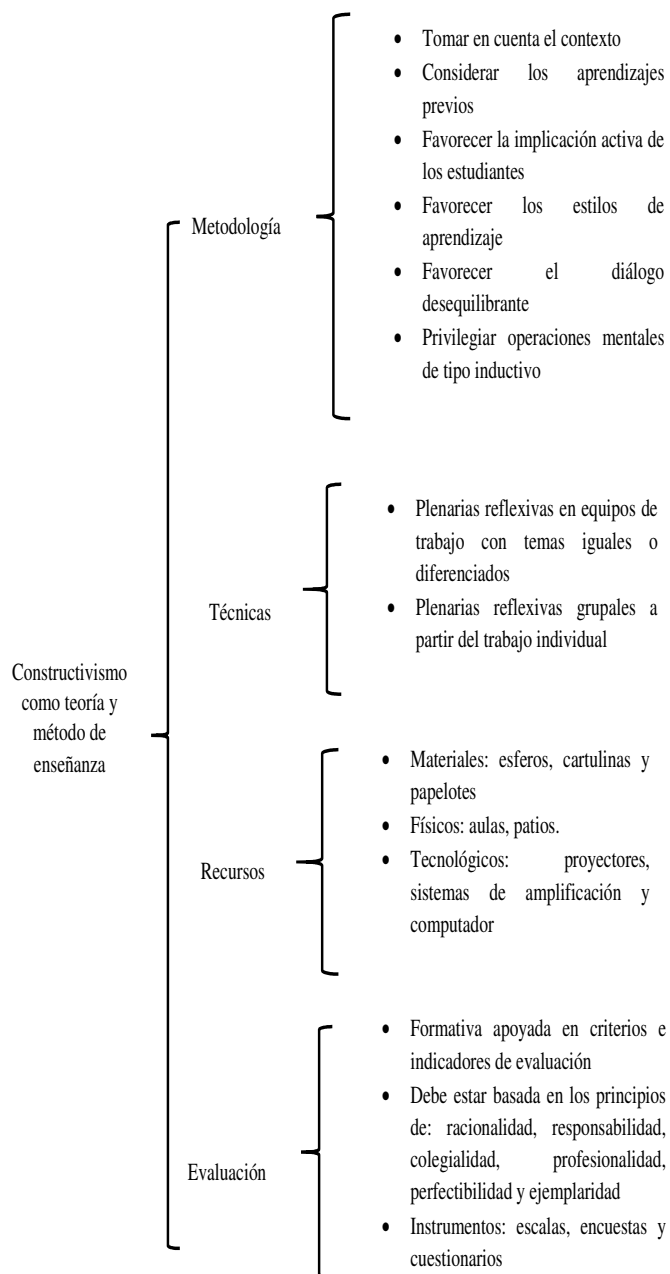 Constructivismo
como teoría y
método de
enseñanza
Metodología
• Tomar en cuenta el contexto
• Considerar los aprendizajes
previos
• Favorecer la implicación activa de
los estudiantes
• Favorecer los estilos de
aprendizaje
• Favorecer el diálogo
desequilibrante
• Privilegiar operaciones mentales
de tipo inductivo
Técnicas
• Plenarias reflexivas en equipos de
trabajo con temas iguales o
diferenciados
• Plenarias reflexivas grupales a
partir del trabajo individual
Recursos
• Materiales: esferos, cartulinas y
papelotes
• Físicos: aulas, patios.
• Tecnológicos: proyectores,
sistemas de amplificación y
computador
Evaluación
• Formativa apoyada en criterios e
indicadores de evaluación
• Debe estar basada en los principios
de: racionalidad, responsabilidad,
colegialidad, profesionalidad,
perfectibilidad y ejemplaridad
• Instrumentos: escalas, encuestas y
cuestionarios